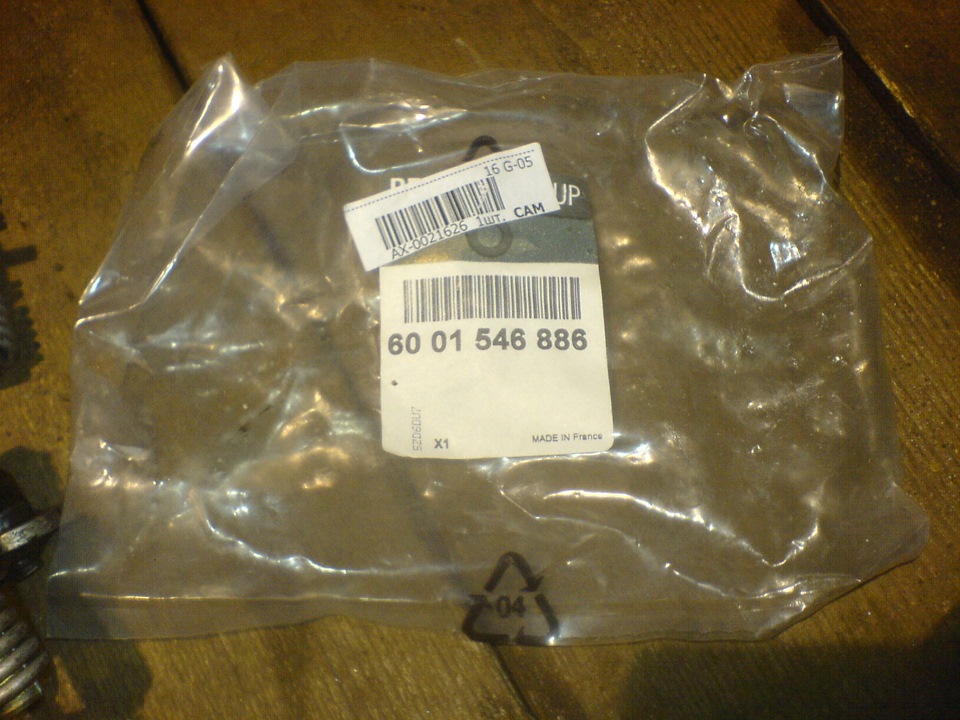 16 G-05
AX-0021626 1шт. CAM
UP
60 01 546 886
X1
MADE IN France
04